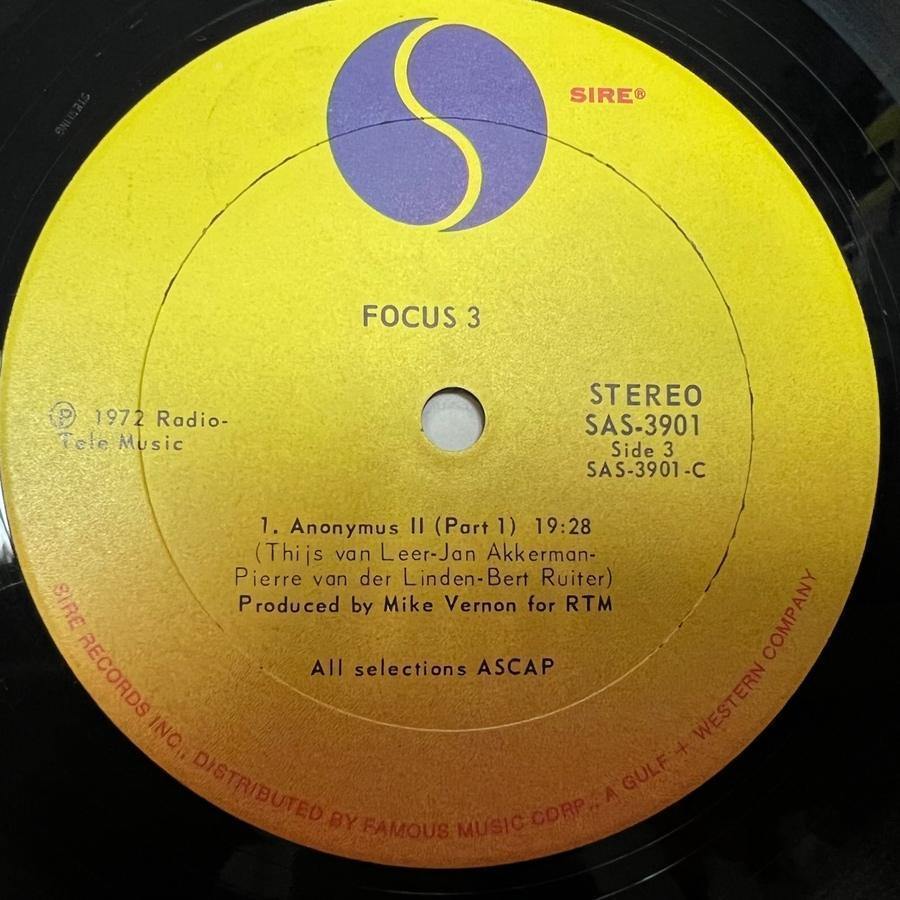 SIRE®
STERLING
FOCUS 3
℗ 1972 Radio-
Tele Music
STEREO
SAS-3901
Side 3
SAS-3901-C
1. Anonymus II (Part 1) 19:28
(Thijs van Leer-Jan Akkerman-
Pierre van der Linden-Bert Ruiter)
Produced by Mike Vernon for RTM
All selections ASCAP
SIRE RECORDS INC., DISTRIBUTED BY FAMOUS MUSIC CORP., A GULF + WESTERN COMPANY